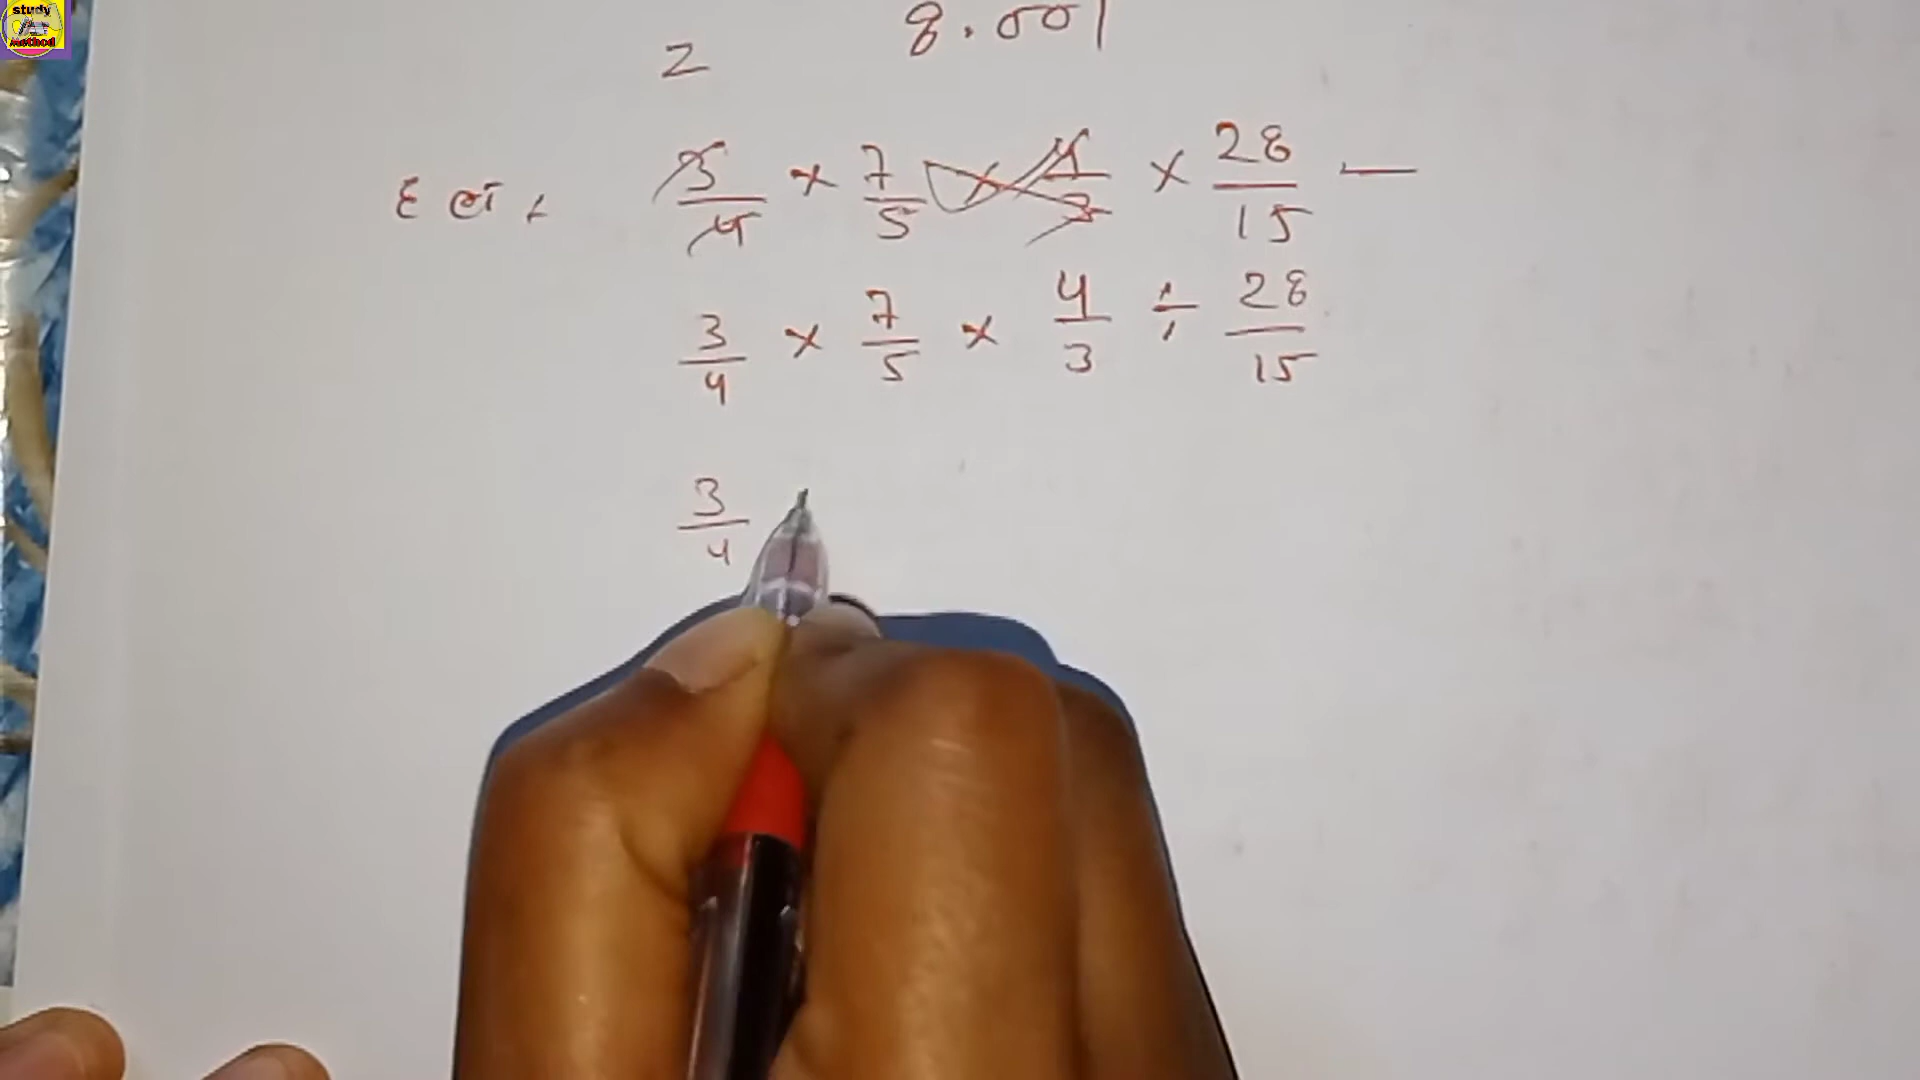 study
method
8.001
2
3/4 × 7/5 × 4/3 × 28/15 —
3/4 × 7/5 × 4/3 ÷ 28/15
3/4